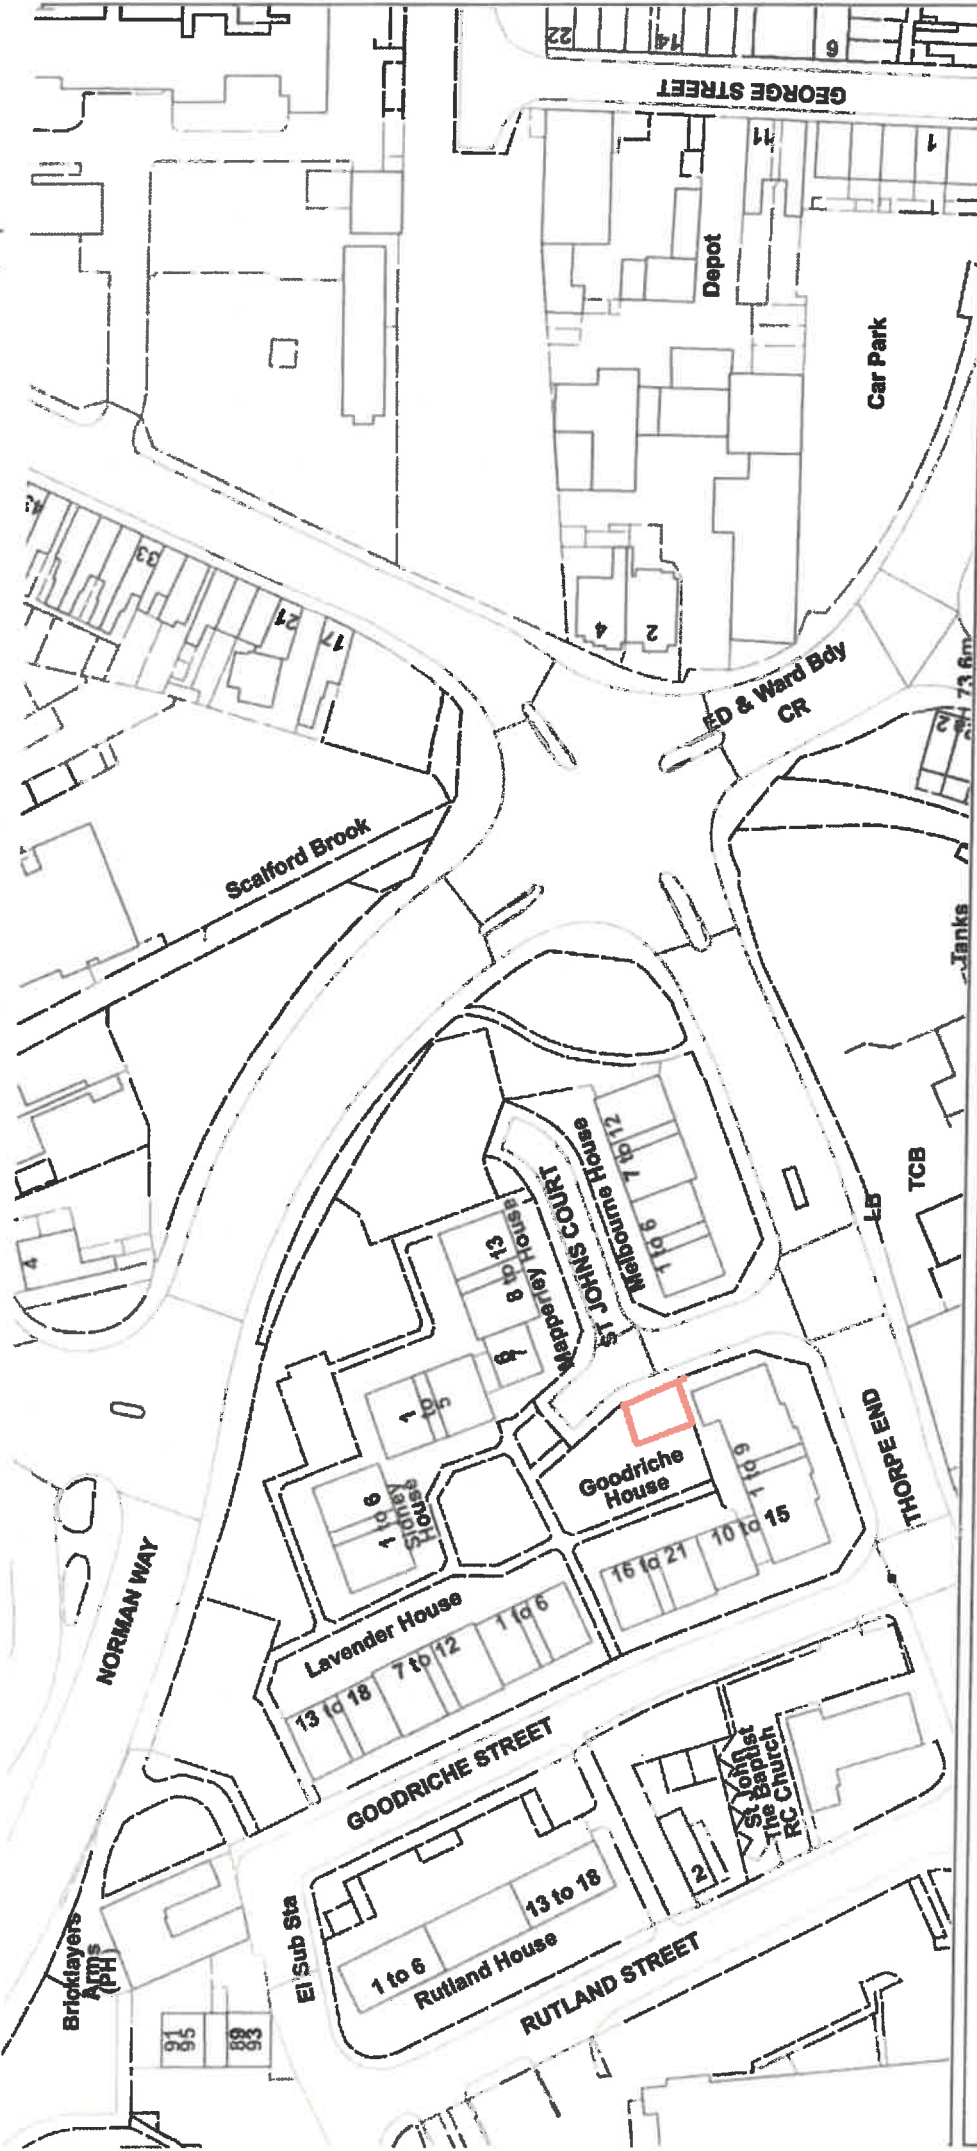 22
14
6
GEORGE STREET
11
1
Depot
Car Park
33
21
17
4
2
ED & Ward Bdy
CR
73.6m
2
Scalford Brook
Tanks
TCB
LB
4
7 to 12
Melbourne House
1 to 6
ST JOHNS COURT
8 to 13
Mapperley House
6
7
1
to
5
1 to 6
Sidney
House
Goodriche
House
1 to 9
10 to 15
16 to 21
THORPE END
NORMAN WAY
Lavender House
1 to 6
7 to 12
13 to 18
GOODRICHE STREET
St John
The Baptist
RC Church
2
El Sub Sta
13 to 18
1 to 6
Rutland House
RUTLAND STREET
Bricklayers
Arms
(PH)
91
95
89
93